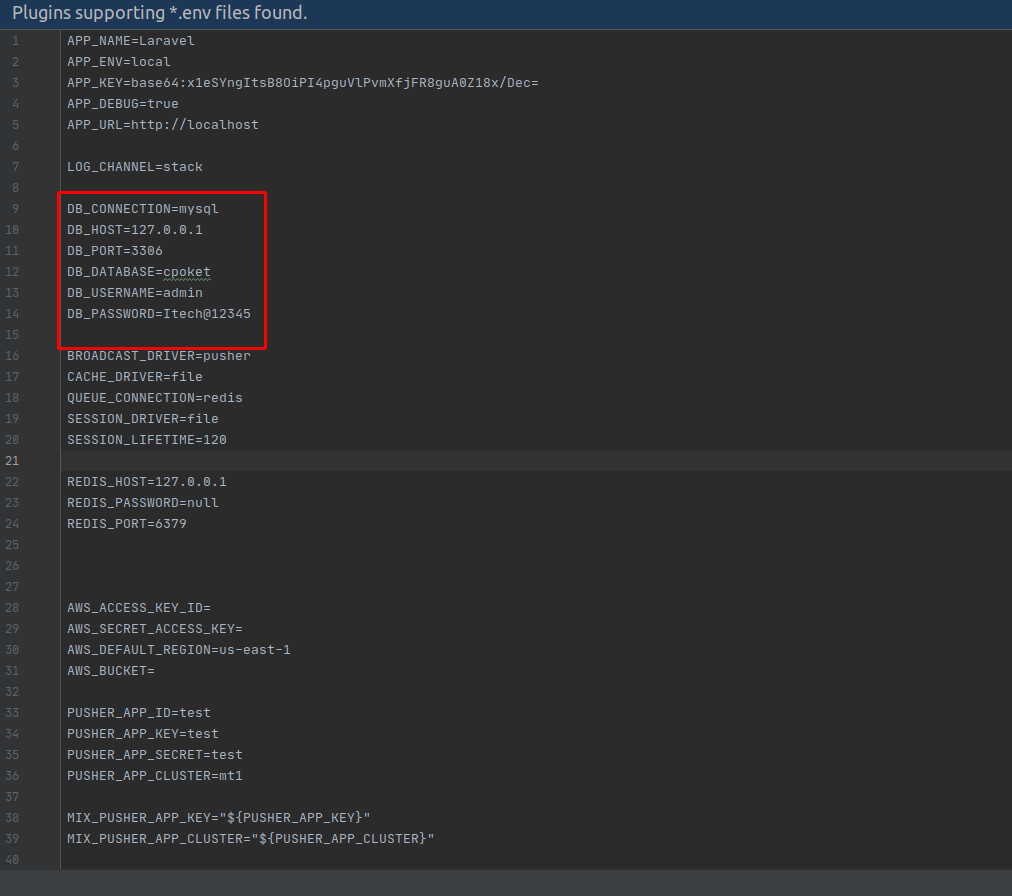 Plugins supporting *.env files found.
1 APP_NAME=Laravel
2 APP_ENV=local
3 APP_KEY=base64:x1eSYngItsB8OiPI4pguVlPvmXfjFR8guA0Z18x/Dec=
4 APP_DEBUG=true
5 APP_URL=http://localhost
6
7 LOG_CHANNEL=stack
8
9 DB_CONNECTION=mysql
10 DB_HOST=127.0.0.1
11 DB_PORT=3306
12 DB_DATABASE=cpoket
13 DB_USERNAME=admin
14 DB_PASSWORD=Itech@12345
15
16 BROADCAST_DRIVER=pusher
17 CACHE_DRIVER=file
18 QUEUE_CONNECTION=redis
19 SESSION_DRIVER=file
20 SESSION_LIFETIME=120
21
22 REDIS_HOST=127.0.0.1
23 REDIS_PASSWORD=null
24 REDIS_PORT=6379
25
26
27
28 AWS_ACCESS_KEY_ID=
29 AWS_SECRET_ACCESS_KEY=
30 AWS_DEFAULT_REGION=us-east-1
31 AWS_BUCKET=
32
33 PUSHER_APP_ID=test
34 PUSHER_APP_KEY=test
35 PUSHER_APP_SECRET=test
36 PUSHER_APP_CLUSTER=mt1
37
38 MIX_PUSHER_APP_KEY="${PUSHER_APP_KEY}"
39 MIX_PUSHER_APP_CLUSTER="${PUSHER_APP_CLUSTER}"
40